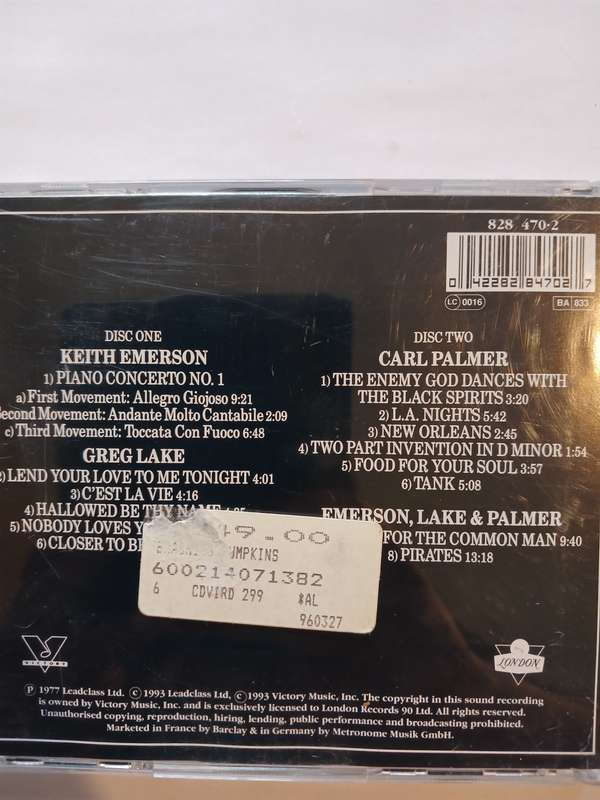 828 470-2
0 42282 84702 7
LC 0016
BA 833
DISC ONE
KEITH EMERSON
1) PIANO CONCERTO NO. 1
a) First Movement: Allegro Giojoso 9:21
Second Movement: Andante Molto Cantabile 2:09
c) Third Movement: Toccata Con Fuoco 6:48
GREG LAKE
2) LEND YOUR LOVE TO ME TONIGHT 4:01
3) C'EST LA VIE 4:16
4) HALLOWED BE THY NAME
5) NOBODY LOVES
6) CLOSER TO
DISC TWO
CARL PALMER
1) THE ENEMY GOD DANCES WITH
THE BLACK SPIRITS 3:20
2) L.A. NIGHTS 5:42
3) NEW ORLEANS 2:45
4) TWO PART INVENTION IN D MINOR 1:54
5) FOOD FOR YOUR SOUL 3:57
6) TANK 5:08
EMERSON, LAKE & PALMER
FOR THE COMMON MAN 9:40
8) PIRATES 13:18
49.00
600214071382
6 CDVIRD 299 *AL
960327
VICTORY
LONDON
℗ 1977 Leadclass Ltd. © 1993 Leadclass Ltd, © 1993 Victory Music, Inc. The copyright in this sound recording
is owned by Victory Music, Inc. and is exclusively licensed to London Records 90 Ltd. All rights reserved.
Unauthorised copying, reproduction, hiring, lending, public performance and broadcasting prohibited.
Marketed in France by Barclay & in Germany by Metronome Musik GmbH.